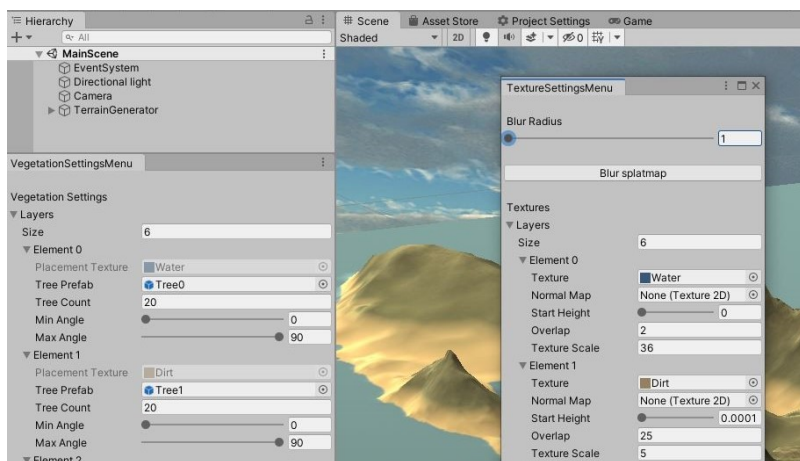 Hierarchy
All
MainScene
EventSystem
Directional light
Camera
TerrainGenerator
VegetationSettingsMenu
Vegetation Settings
Layers
Size 6
Element 0
Placement Texture Water
Tree Prefab Tree0
Tree Count 20
Min Angle 0
Max Angle 90
Element 1
Placement Texture Dirt
Tree Prefab Tree1
Tree Count 20
Min Angle 0
Max Angle 90
Element 2
Scene Asset Store Project Settings Game
Shaded 2D 0
TextureSettingsMenu
Blur Radius
1
Blur splatmap
Textures
Layers
Size 6
Element 0
Texture Water
Normal Map None (Texture 2D)
Start Height 0
Overlap 2
Texture Scale 36
Element 1
Texture Dirt
Normal Map None (Texture 2D)
Start Height 0.0001
Overlap 25
Texture Scale 5